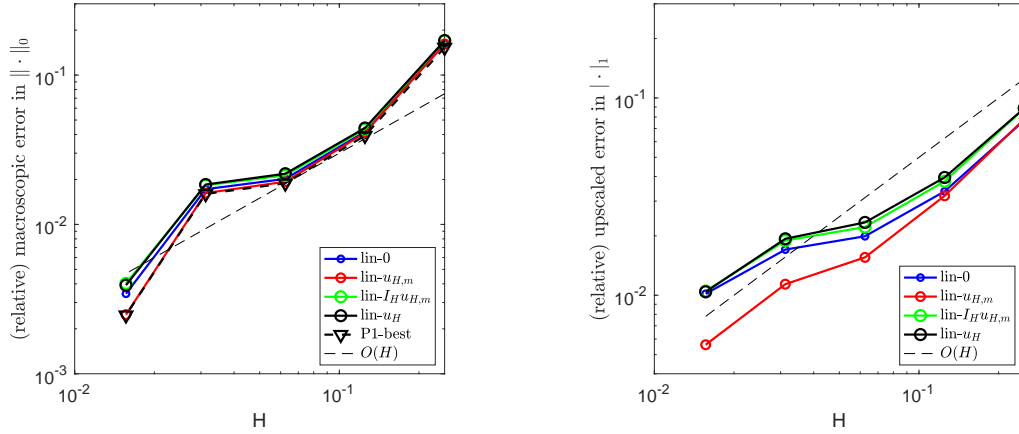 (relative) macroscopic error in ‖ · ‖₀
10⁻¹
10⁻²
10⁻³
10⁻²
10⁻¹
H
lin-0
lin-u_{H,m}
lin-I_H u_{H,m}
lin-u_H
P1-best
O(H)
(relative) upscaled error in | · |₁
10⁻¹
10⁻²
10⁻²
10⁻¹
H
lin-0
lin-u_{H,m}
lin-I_H u_{H,m}
lin-u_H
O(H)